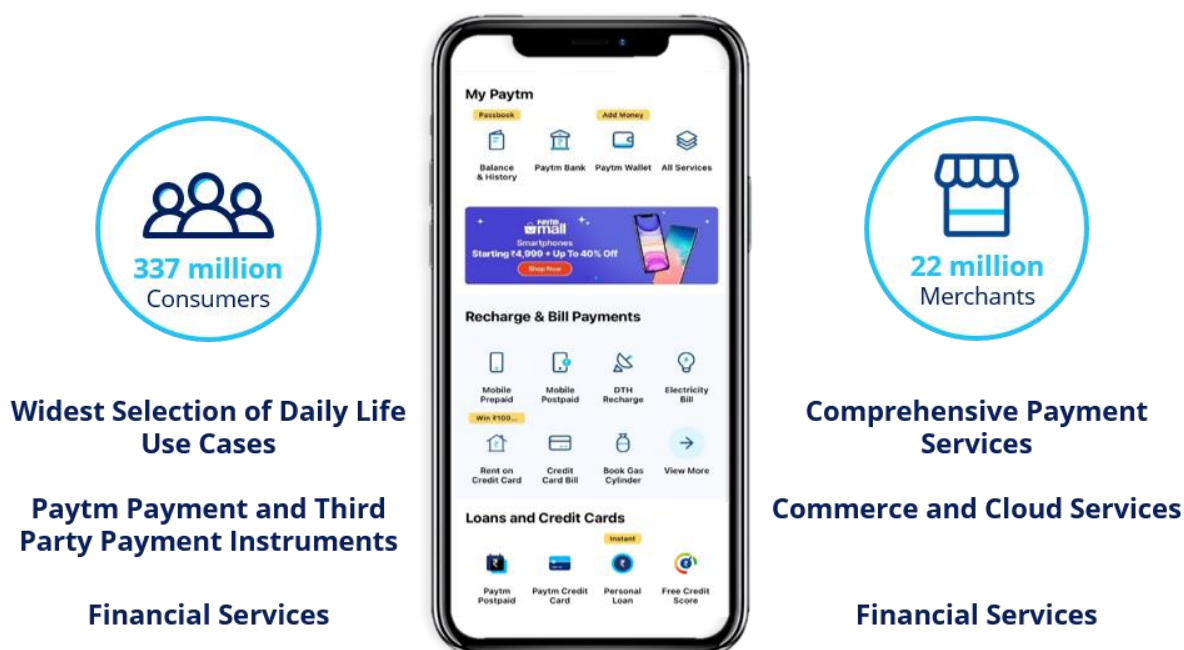 337 million
Consumers
Widest Selection of Daily Life
Use Cases
Paytm Payment and Third
Party Payment Instruments
Financial Services
My Paytm
Passbook
Add Money
Balance
& History
Paytm Bank
Paytm Wallet
All Services
PAYTM
mall
Smartphones
Starting ₹4,999 + Up To 40% Off
Shop Now
Recharge & Bill Payments
Mobile
Prepaid
Mobile
Postpaid
DTH
Recharge
Electricity
Bill
Win ₹100...
Rent on
Credit Card
Credit
Card Bill
Book Gas
Cylinder
View More
Loans and Credit Cards
Instant
Paytm
Postpaid
Paytm Credit
Card
Personal
Loan
Free Credit
Score
22 million
Merchants
Comprehensive Payment
Services
Commerce and Cloud Services
Financial Services